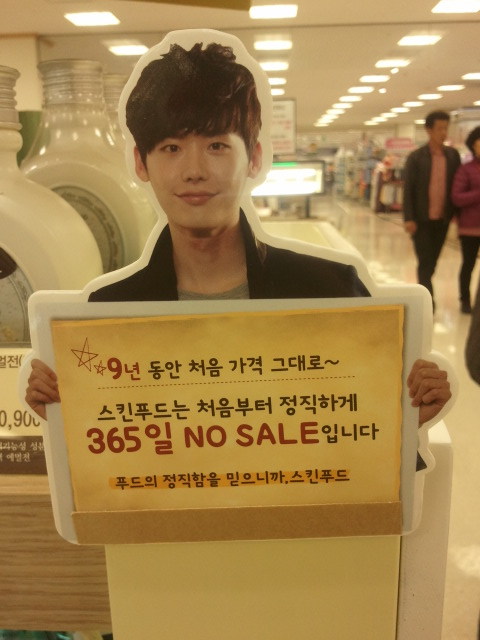 9년 동안 처음 가격 그대로~
스킨푸드는 처음부터 정직하게
365일 NO SALE입니다
푸드의 정직함을 믿으니까, 스킨푸드